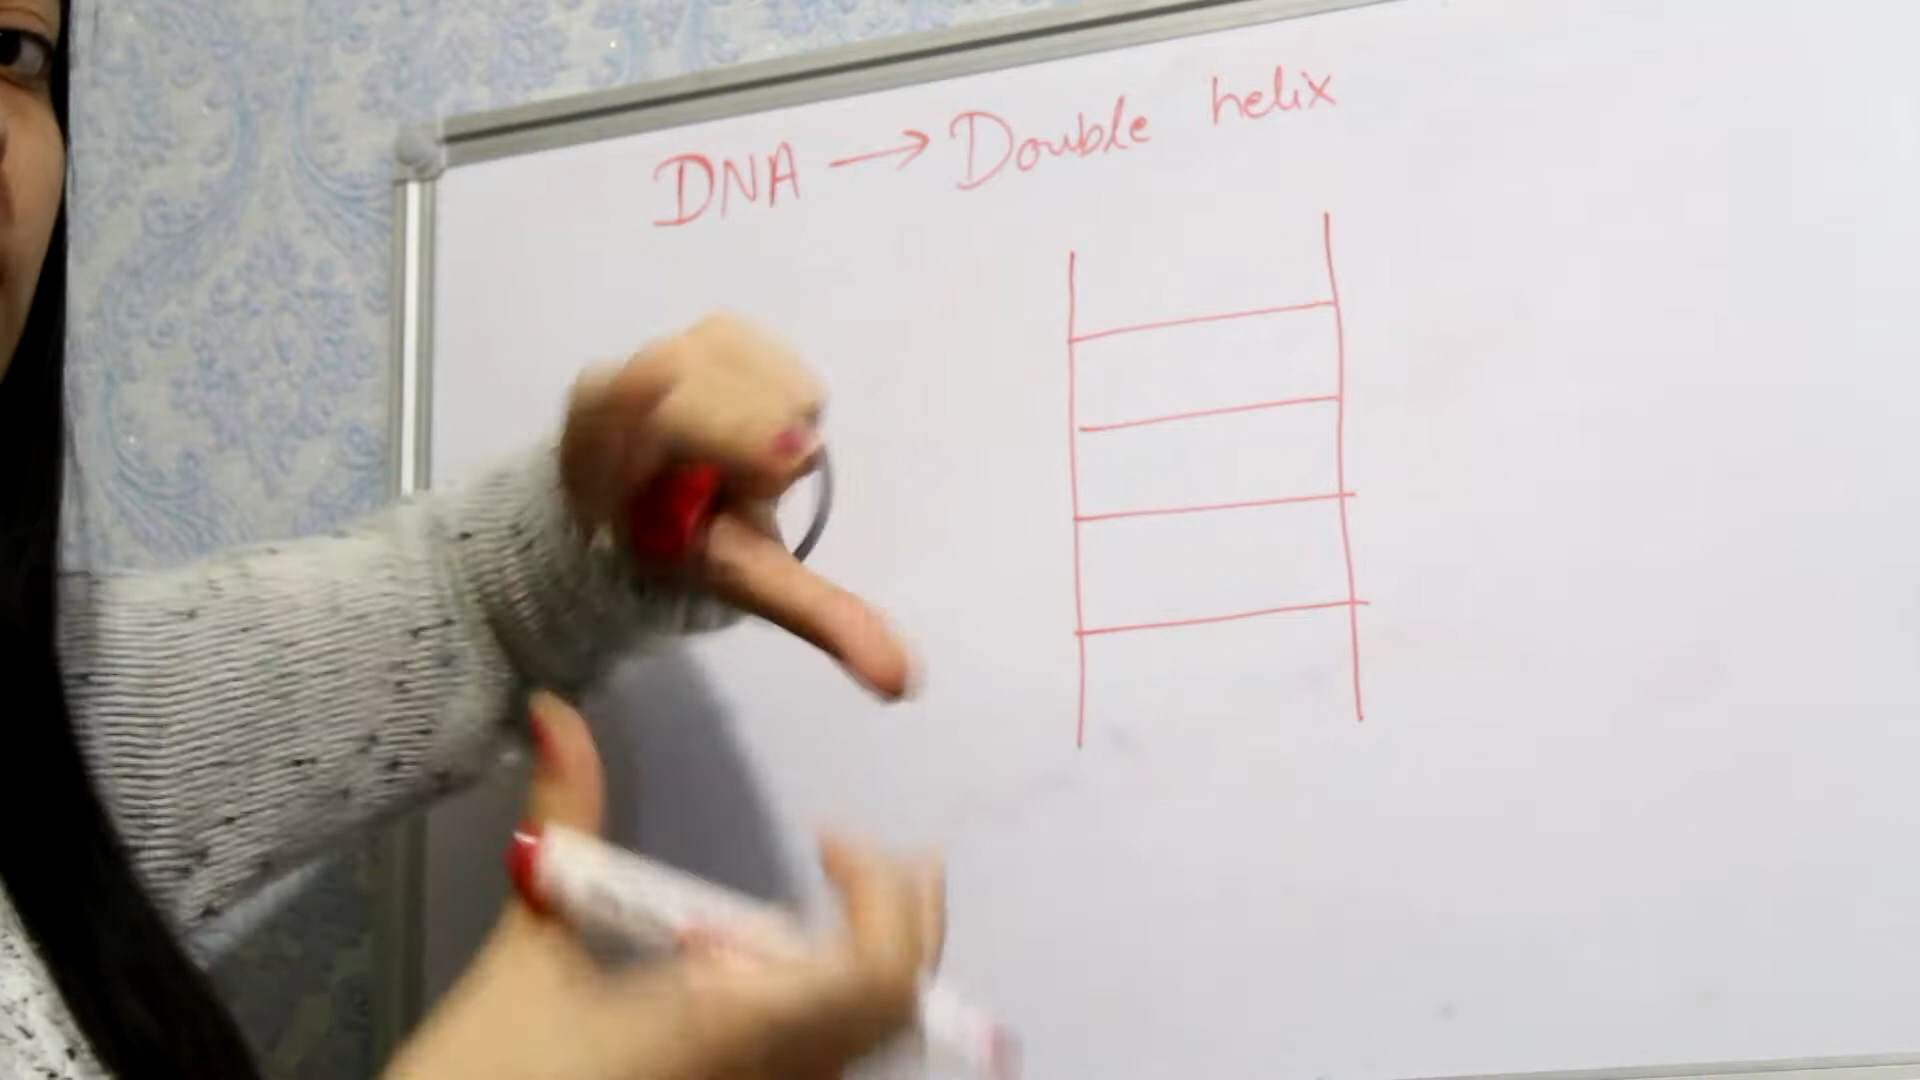 DNA → Double helix